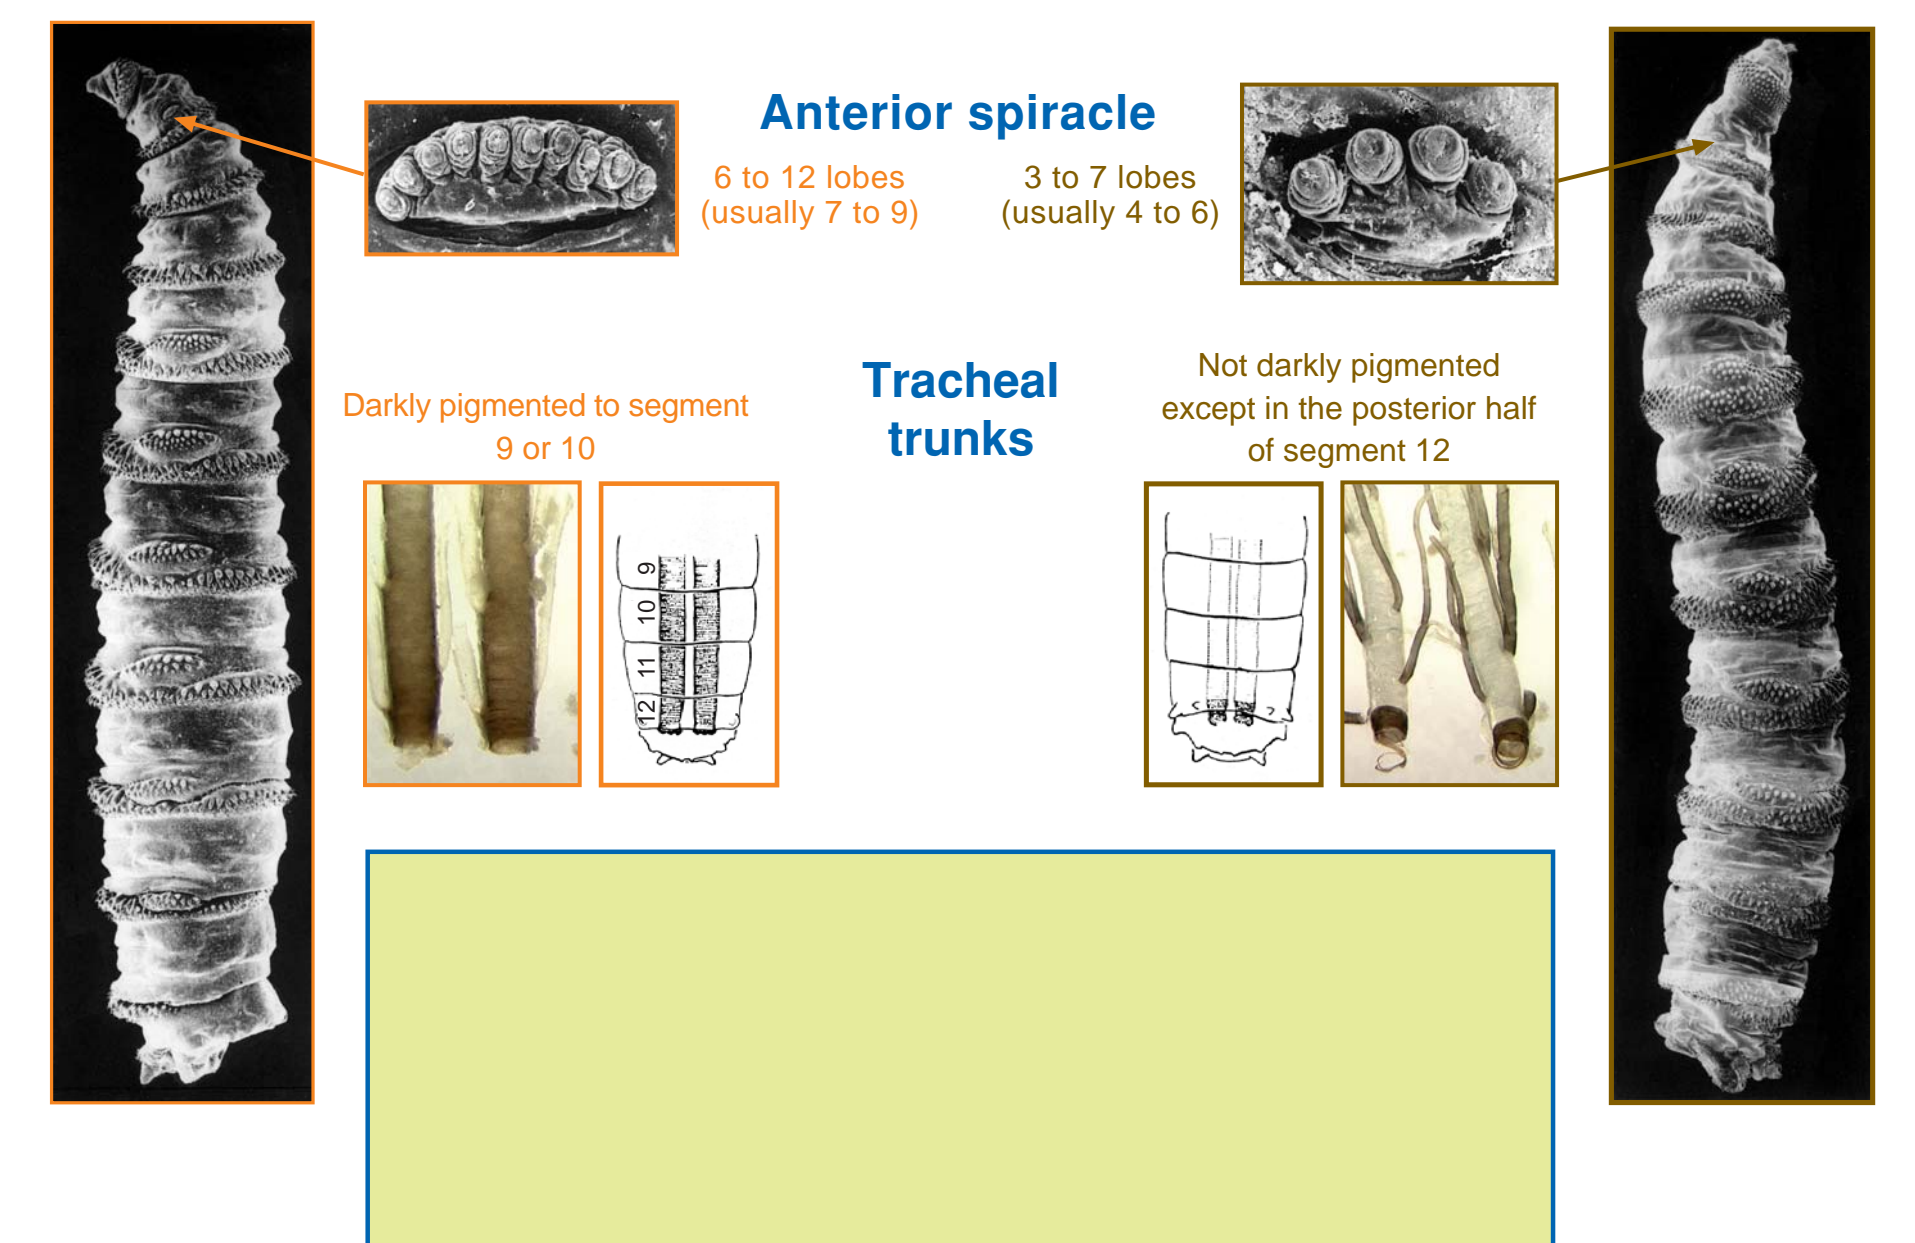 Anterior spiracle
6 to 12 lobes
(usually 7 to 9)
3 to 7 lobes
(usually 4 to 6)
Tracheal
trunks
Darkly pigmented to segment
9 or 10
Not darkly pigmented
except in the posterior half
of segment 12
9
10
11
12